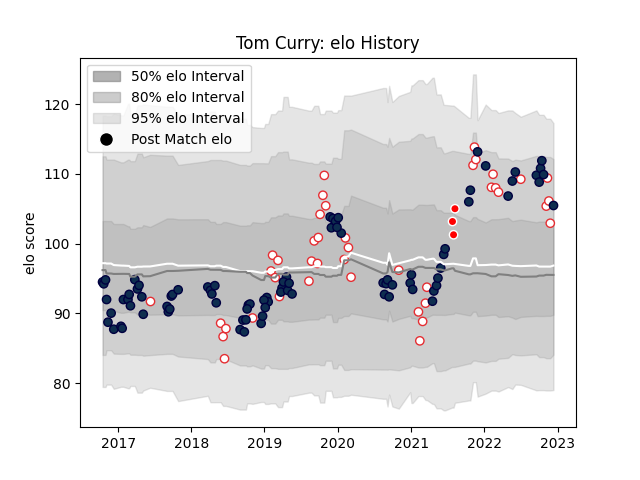 Tom Curry: elo History
50% elo Interval
80% elo Interval
95% elo Interval
Post Match elo
elo score
120
110
100
90
80
2017 2018 2019 2020 2021 2022 2023